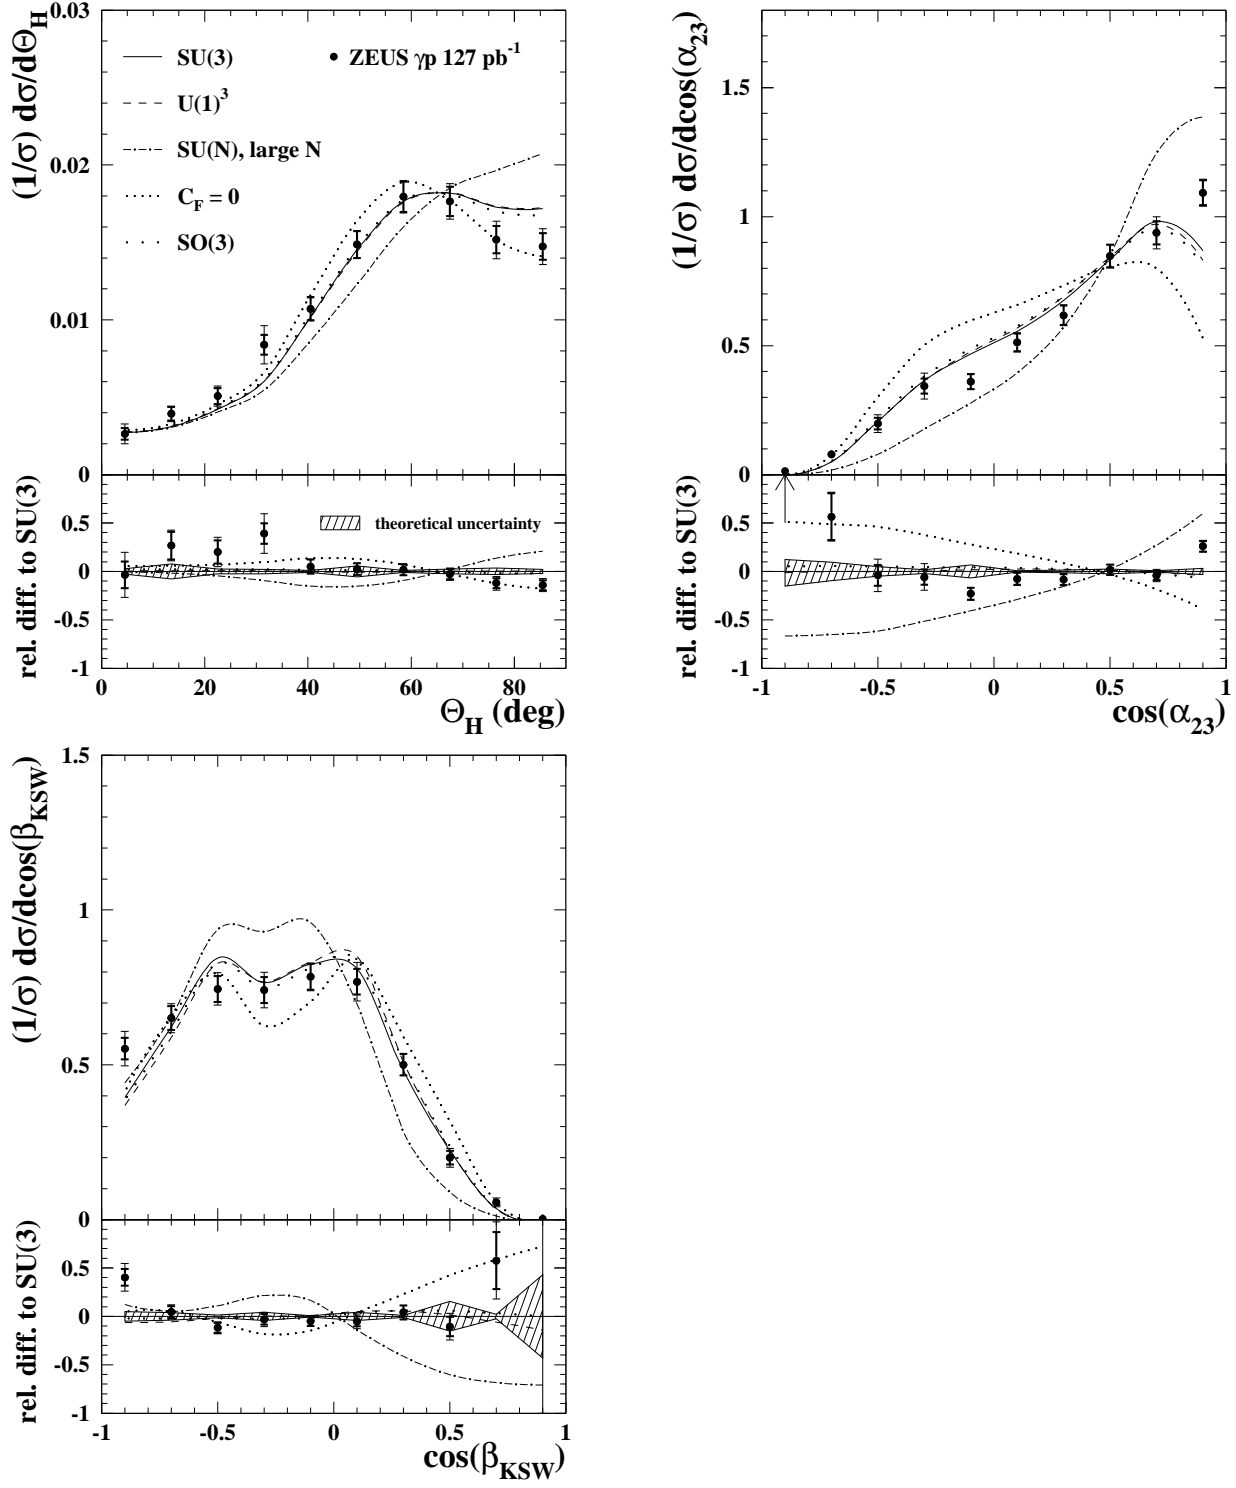 (1/σ) dσ/dΘ_H
0.03
0.02
0.01
0
SU(3)
U(1)^3
SU(N), large N
C_F = 0
SO(3)
ZEUS γp 127 pb^-1
rel. diff. to SU(3)
0.5
0
-0.5
-1
theoretical uncertainty
0 20 40 60 80
Θ_H (deg)
(1/σ) dσ/dcos(α_23)
1.5
1
0.5
0
rel. diff. to SU(3)
0.5
0
-0.5
-1
-1 -0.5 0 0.5 1
cos(α_23)
(1/σ) dσ/dcos(β_KSW)
1.5
1
0.5
0
rel. diff. to SU(3)
0.5
0
-0.5
-1
-1 -0.5 0 0.5 1
cos(β_KSW)